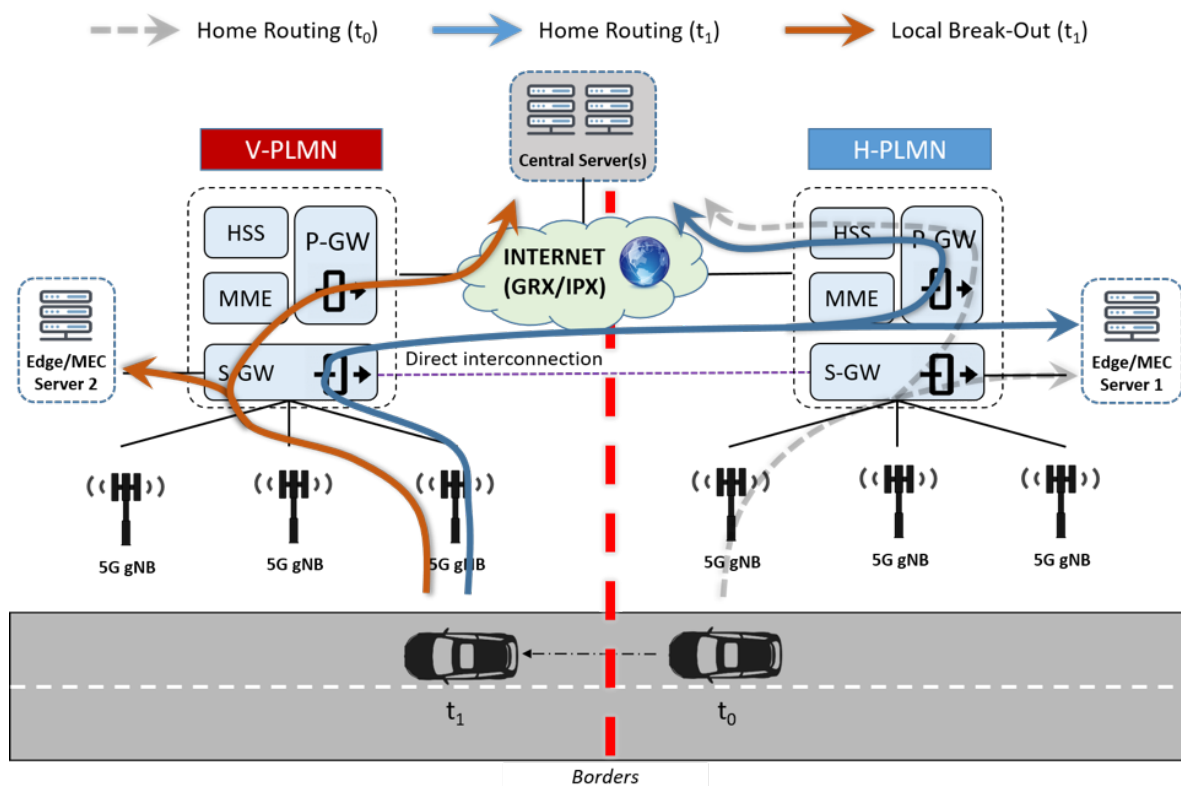 Home Routing (t0)
Home Routing (t1)
Local Break-Out (t1)
Central Server(s)
V-PLMN
H-PLMN
HSS
P-GW
MME
S-GW
INTERNET
(GRX/IPX)
HSS
P-GW
MME
S-GW
Edge/MEC
Server 2
Direct interconnection
Edge/MEC
Server 1
5G gNB
5G gNB
5G gNB
5G gNB
5G gNB
5G gNB
t1
t0
Borders